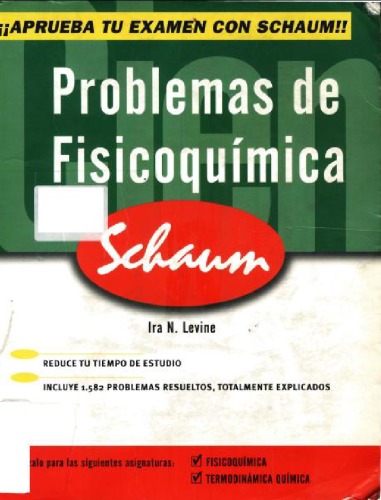 ¡¡APRUEBA TU EXAMEN CON SCHAUM!!
Problemas de
Fisicoquímica
Schaum
Ira N. Levine
REDUCE TU TIEMPO DE ESTUDIO
INCLUYE 1.582 PROBLEMAS RESUELTOS, TOTALMENTE EXPLICADOS
para las siguientes asignaturas:
FISICOQUÍMICA
TERMODINÁMICA QUÍMICA